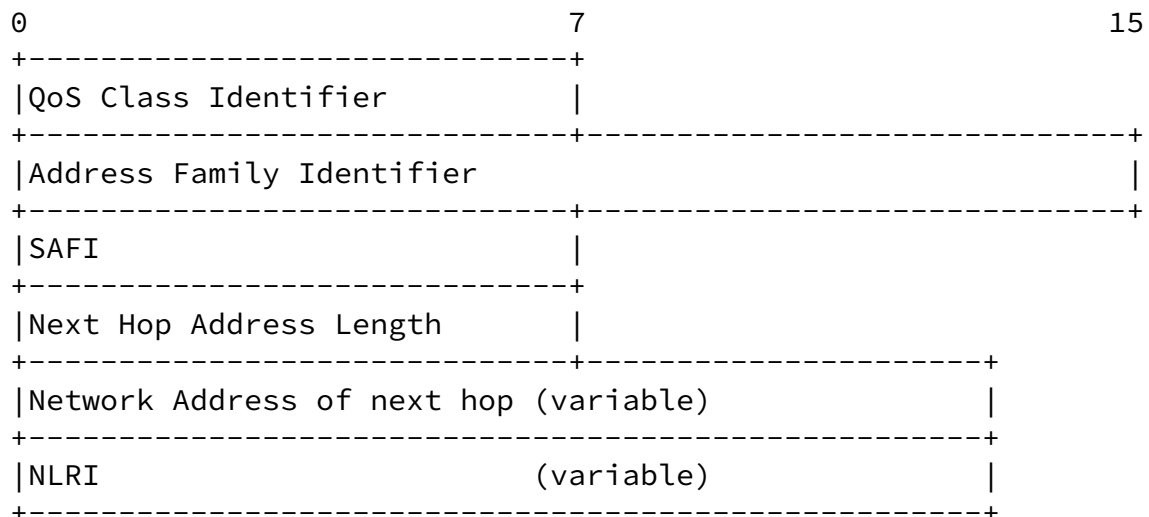 0 7 15
+-------------------------------+
|QoS Class Identifier |
+-------------------------------+------------------------------+
|Address Family Identifier |
+-------------------------------+------------------------------+
|SAFI |
+-------------------------------+
|Next Hop Address Length |
+-------------------------------+----------------------+
|Network Address of next hop (variable) |
+------------------------------------------------------+
|NLRI (variable) |
+------------------------------------------------------+